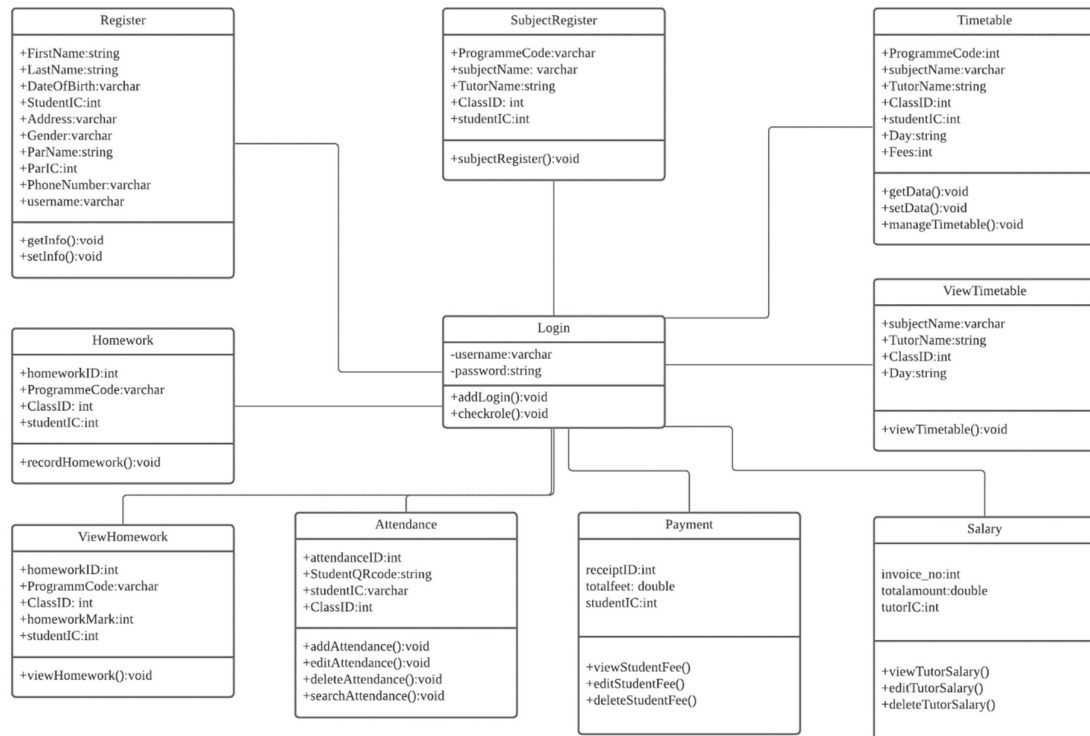 Register
+FirstName:string
+LastName:string
+DateOfBirth:varchar
+StudentIC:int
+Address:varchar
+Gender:varchar
+ParName:string
+ParIC:int
+PhoneNumber:varchar
+username:varchar
+getInfo():void
+setInfo():void
SubjectRegister
+ProgrammeCode:varchar
+subjectName: varchar
+TutorName:string
+ClassID: int
+studentIC:int
+subjectRegister():void
Timetable
+ProgrammeCode:int
+subjectName:varchar
+TutorName:string
+ClassID:int
+studentIC:int
+Day:string
+Fees:int
+getData():void
+setData():void
+manageTimetable():void
Homework
+homeworkID:int
+ProgrammeCode:varchar
+ClassID: int
+studentIC:int
+recordHomework():void
Login
-username:varchar
-password:string
+addLogin():void
+checkrole():void
ViewTimetable
+subjectName:varchar
+TutorName:string
+ClassID:int
+Day:string
+viewTimetable():void
ViewHomework
+homeworkID:int
+ProgrammCode:varchar
+ClassID: int
+homeworkMark:int
+studentIC:int
+viewHomework():void
Attendance
+attendanceID:int
+StudentQRcode:string
+studentIC:varchar
+ClassID:int
+addAttendance():void
+editAttendance():void
+deleteAttendance():void
+searchAttendance():void
Payment
receiptID:int
totalfeet: double
studentIC:int
+viewStudentFee()
+editStudentFee()
+deleteStudentFee()
Salary
invoice_no:int
totalamount:double
tutorIC:int
+viewTutorSalary()
+editTutorSalary()
+deleteTutorSalary()